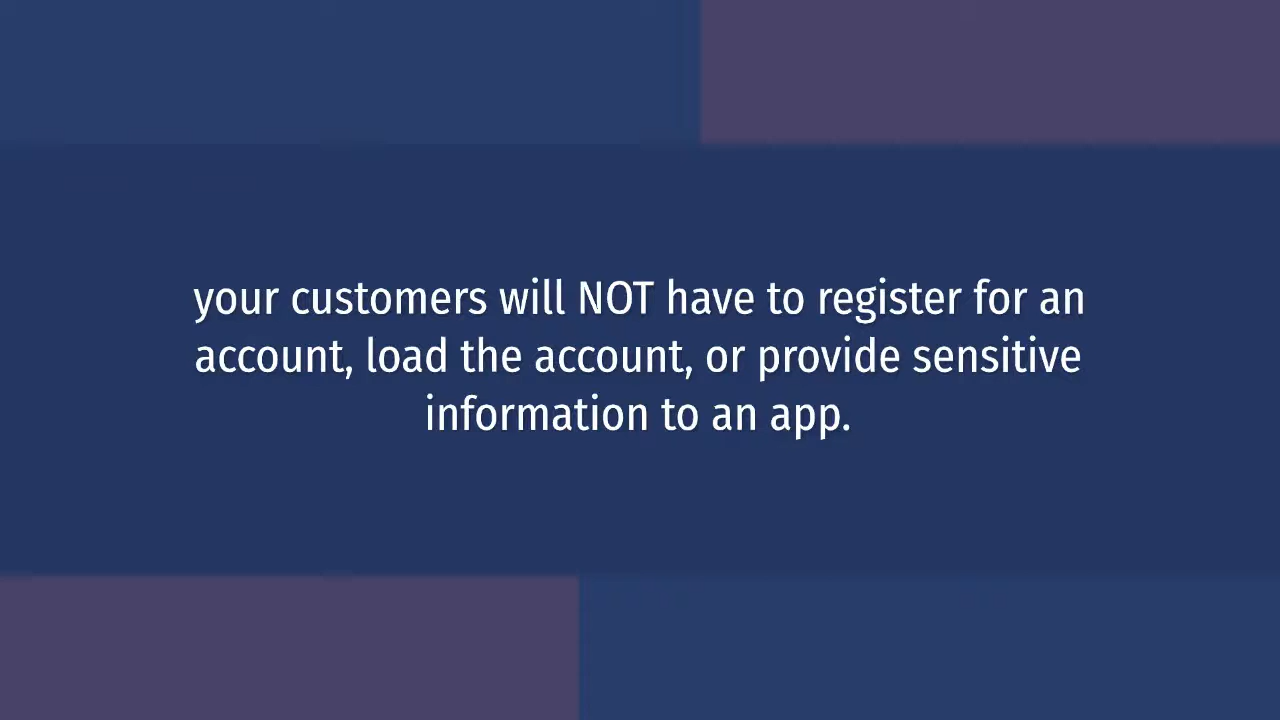 your customers will NOT have to register for an
account, load the account, or provide sensitive
information to an app.